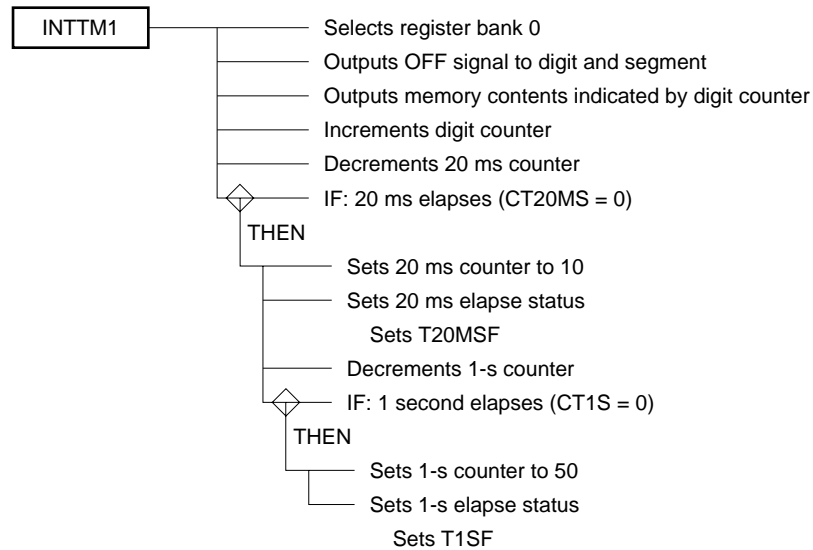 INTTM1
Selects register bank 0
Outputs OFF signal to digit and segment
Outputs memory contents indicated by digit counter
Increments digit counter
Decrements 20 ms counter
IF: 20 ms elapses (CT20MS = 0)
THEN
Sets 20 ms counter to 10
Sets 20 ms elapse status
Sets T20MSF
Decrements 1-s counter
IF: 1 second elapses (CT1S = 0)
THEN
Sets 1-s counter to 50
Sets 1-s elapse status
Sets T1SF